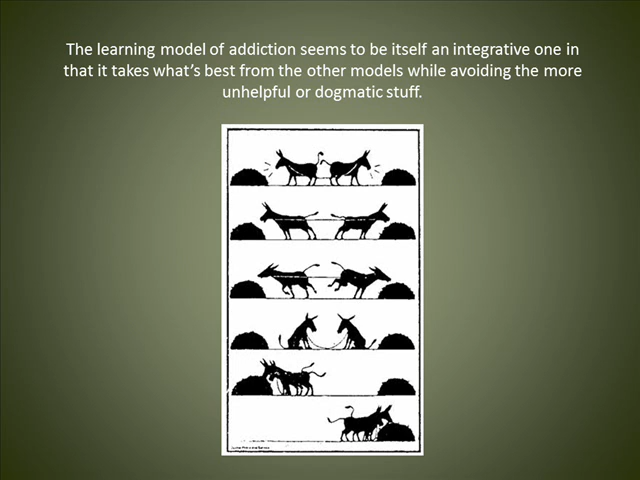 The learning model of addiction seems to be itself an integrative one in
that it takes what's best from the other models while avoiding the more
unhelpful or dogmatic stuff.